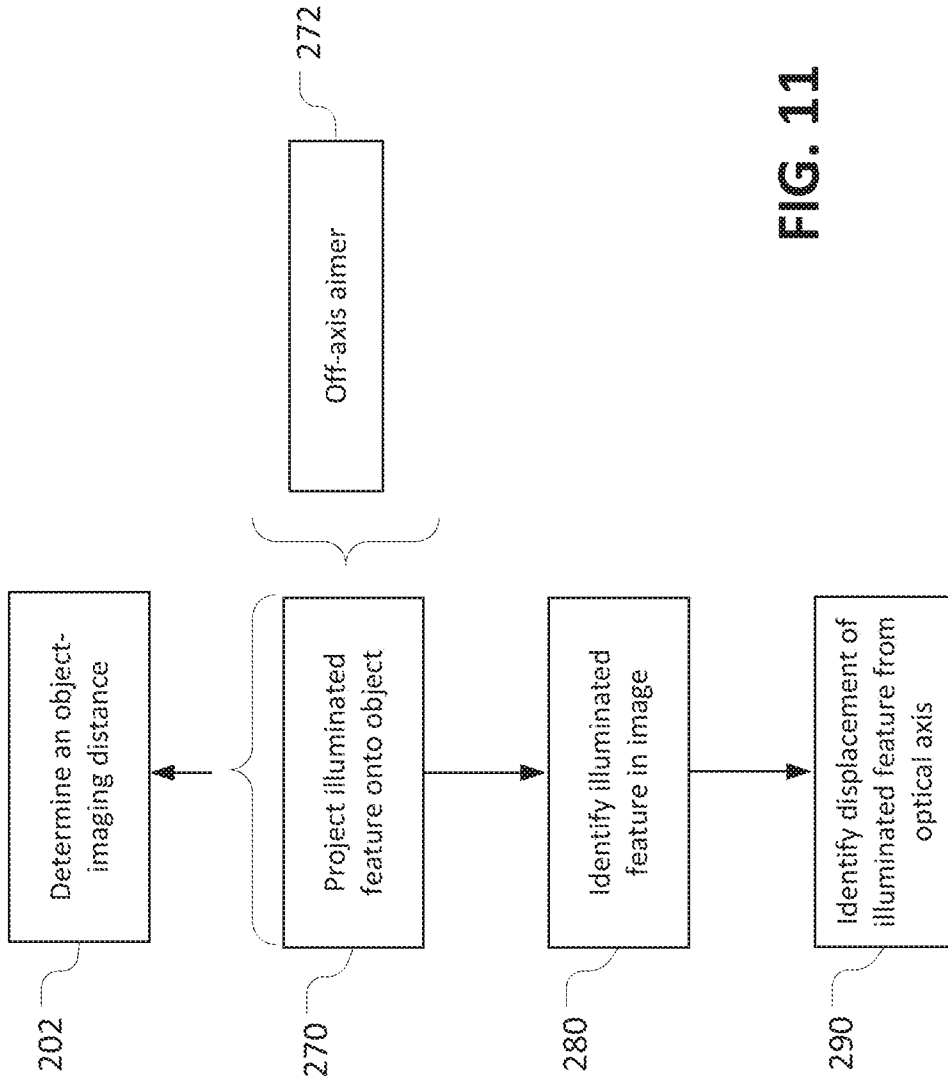 202
Determine an object-
imaging distance
270
Project illuminated
feature onto object
Off-axis aimer
272
280
Identify illuminated
feature in image
290
Identify displacement of
illuminated feature from
optical axis
FIG. 11